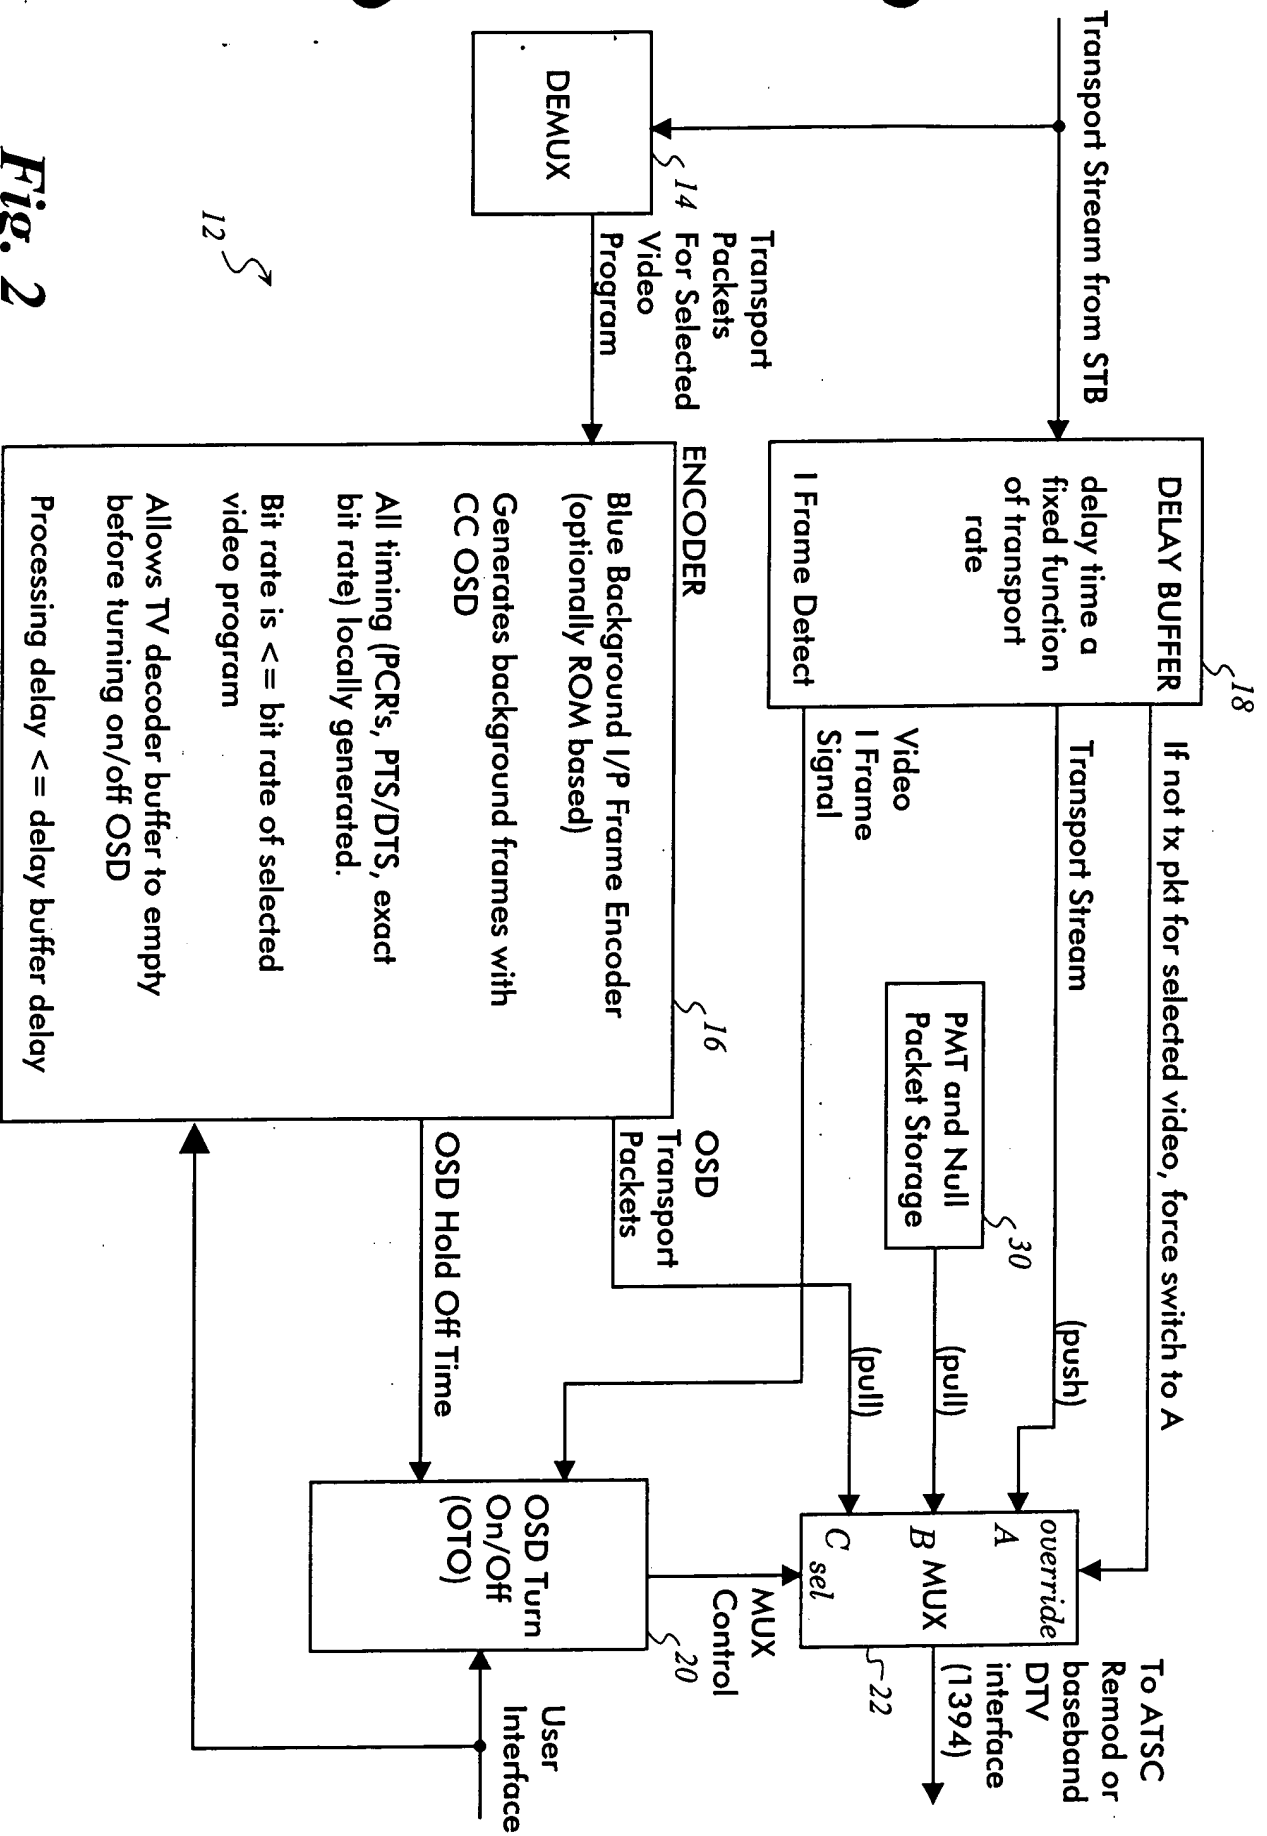 Transport Stream from STB
DELAY BUFFER
delay time a
fixed function
of transport
rate
I Frame Detect
18
If not tx pkt for selected video, force switch to A
Transport Stream
(push)
Video
I Frame
Signal
PMT and Null
Packet Storage
30
(pull)
(pull)
override
A
B MUX
C
sel
22
To ATSC
Remod or
baseband
DTV
interface
(1394)
DEMUX
14
Transport
Packets
For Selected
Video
Program
ENCODER
Blue Background I/P Frame Encoder
(optionally ROM based)
Generates background frames with
CC OSD
All timing (PCR's, PTS/DTS, exact
bit rate) locally generated.
Bit rate is <= bit rate of selected
video program
Allows TV decoder buffer to empty
before turning on/off OSD
Processing delay <= delay buffer delay
16
OSD
Transport
Packets
OSD Hold Off Time
OSD Turn
On/Off
(OTO)
20
MUX
Control
User
Interface
12
Fig. 2